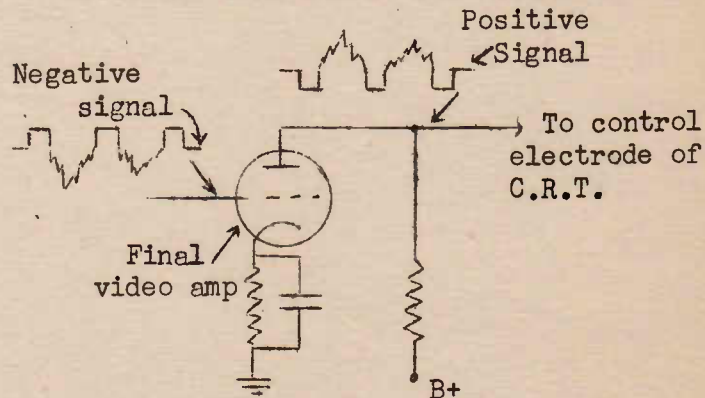 Positive
Signal
Negative
signal
To control
electrode of
C.R.T.
Final
video amp
B+